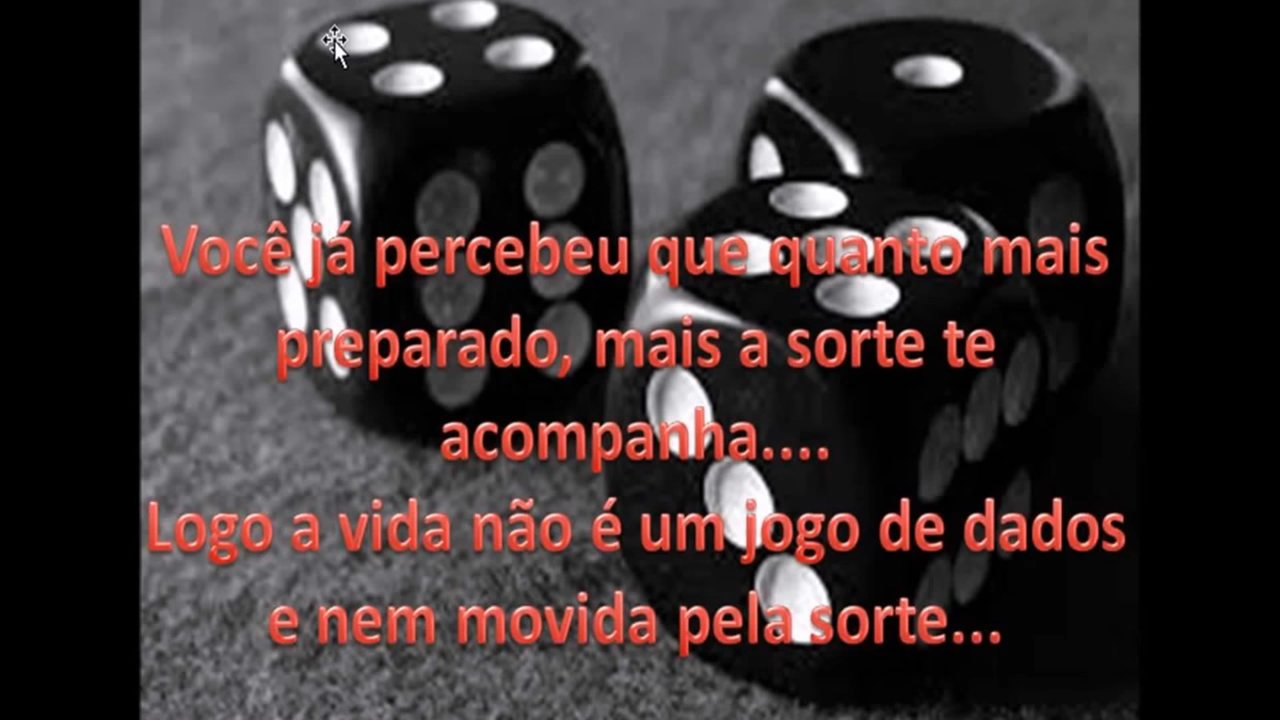 Você já percebeu que quanto mais
preparado, mais a sorte te
acompanha....
Logo a vida não é um jogo de dados
e nem movida pela sorte...